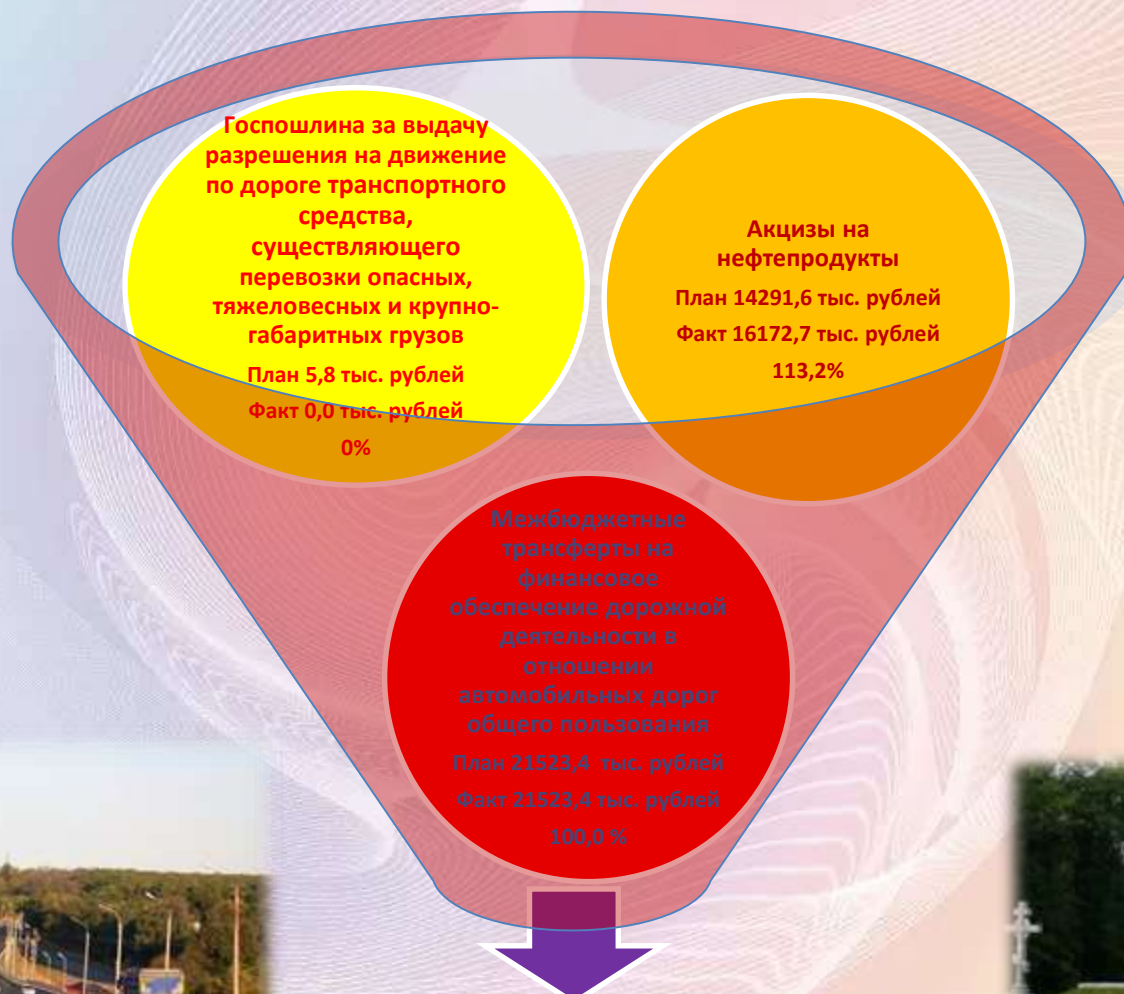 Госпошлина за выдачу
разрешения на движение
по дороге транспортного
средства,
существляющего
перевозки опасных,
тяжеловесных и крупно-
габаритных грузов
План 5,8 тыс. рублей
Факт 0,0 тыс. рублей
0%
Акцизы на
нефтепродукты
План 14291,6 тыс. рублей
Факт 16172,7 тыс. рублей
113,2%
Межбюджетные
трансферты на
финансовое
обеспечение дорожной
деятельности в
отношении
автомобильных дорог
общего пользования
План 21523,4 тыс. рублей
Факт 21523,4 тыс. рублей
100,0 %